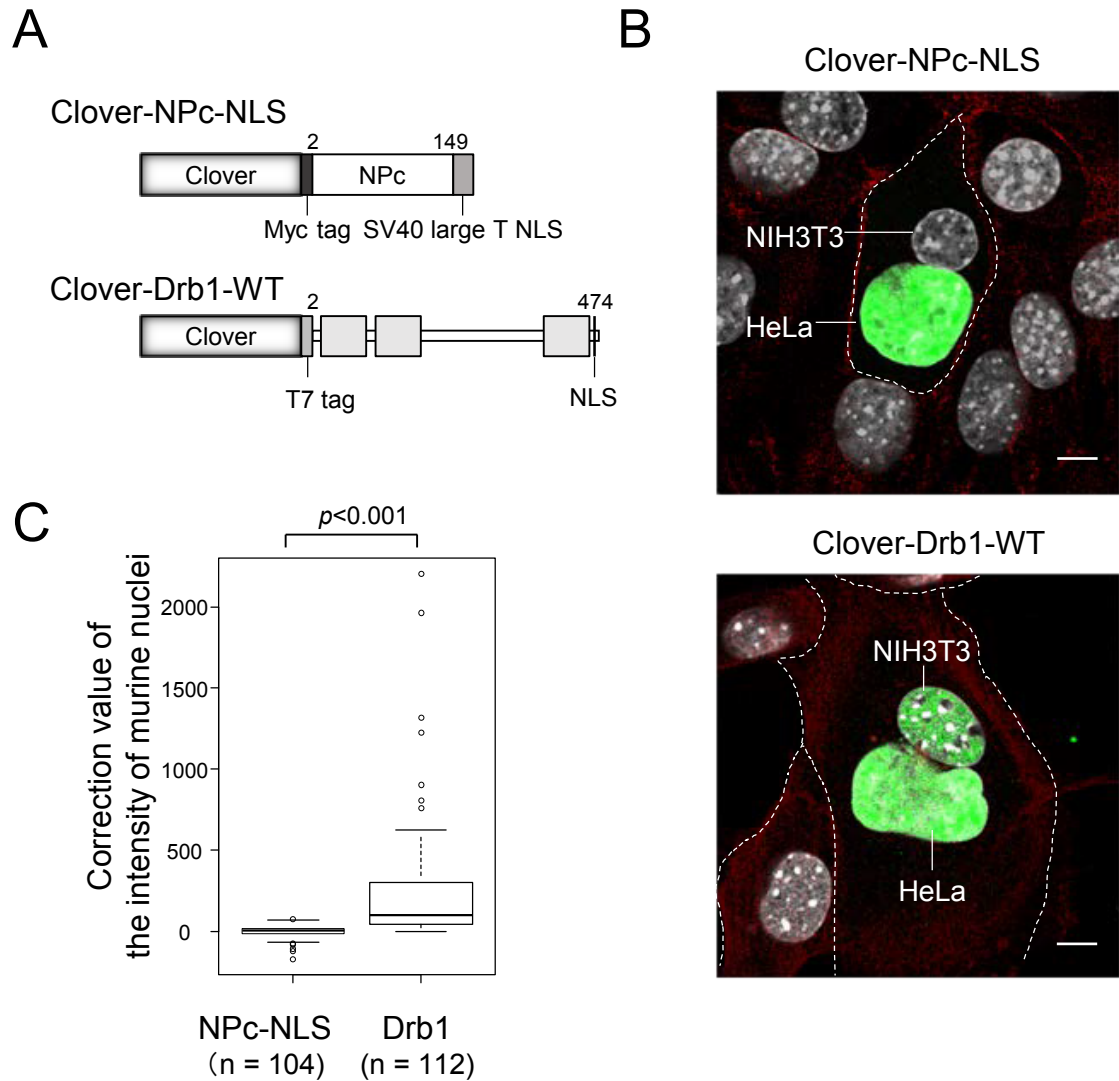 A
Clover-NPc-NLS
2 149
Clover NPc
Myc tag SV40 large T NLS
Clover-Drb1-WT
2 474
Clover
T7 tag NLS
B
Clover-NPc-NLS
NIH3T3
HeLa
Clover-Drb1-WT
NIH3T3
HeLa
C
p<0.001
Correction value of
the intensity of murine nuclei
2000
1500
1000
500
0
NPc-NLS Drb1
(n = 104) (n = 112)